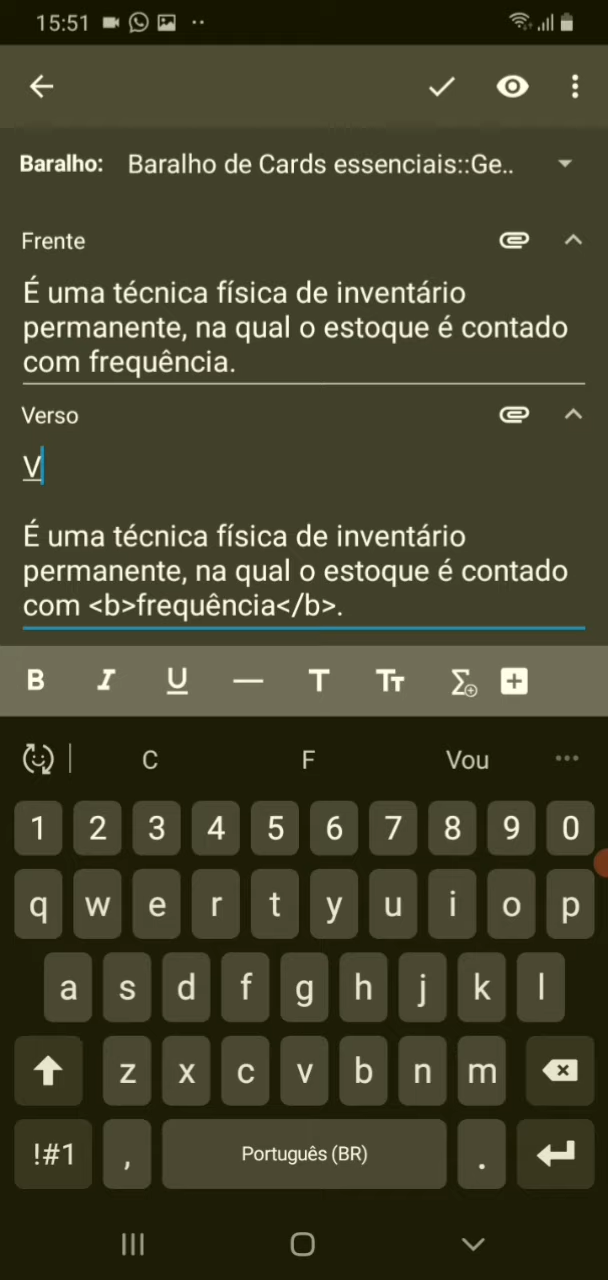 15:51
Baralho: Baralho de Cards essenciais::Ge..
Frente
É uma técnica física de inventário
permanente, na qual o estoque é contado
com frequência.
Verso
V
É uma técnica física de inventário
permanente, na qual o estoque é contado
com <b>frequência</b>.
B I U — T TT Σ
C F Vou ...
1 2 3 4 5 6 7 8 9 0
q w e r t y u i o p
a s d f g h j k l
z x c v b n m
!#1 , Português (BR) .